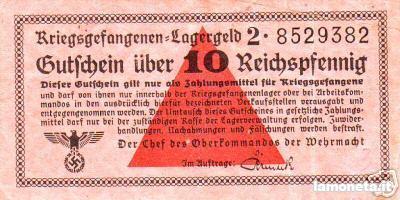 Kriegsgefangenen-Lagergeld 2·8529382
Gutschein über 10 Reichspfennig
Dieser Gutschein gilt nur als Zahlungsmittel für Kriegsgefangene
und darf von ihnen nur innerhalb der Kriegsgefangenenlager oder bei Arbeitskom-
mandos in den ausdrücklich hierfür bezeichneten Verkaufsstellen verausgabt und
entgegengenommen werden. Der Umtausch dieses Gutscheines in gesetzliche Zahlungs-
mittel darf nur bei der zuständigen Kasse der Lagerverwaltung erfolgen. Zuwider-
handlungen, Nachahmungen und Fälschungen werden bestraft.
Der Chef des Oberkommandos der Wehrmacht
Im Auftrage:
lamoneta.it